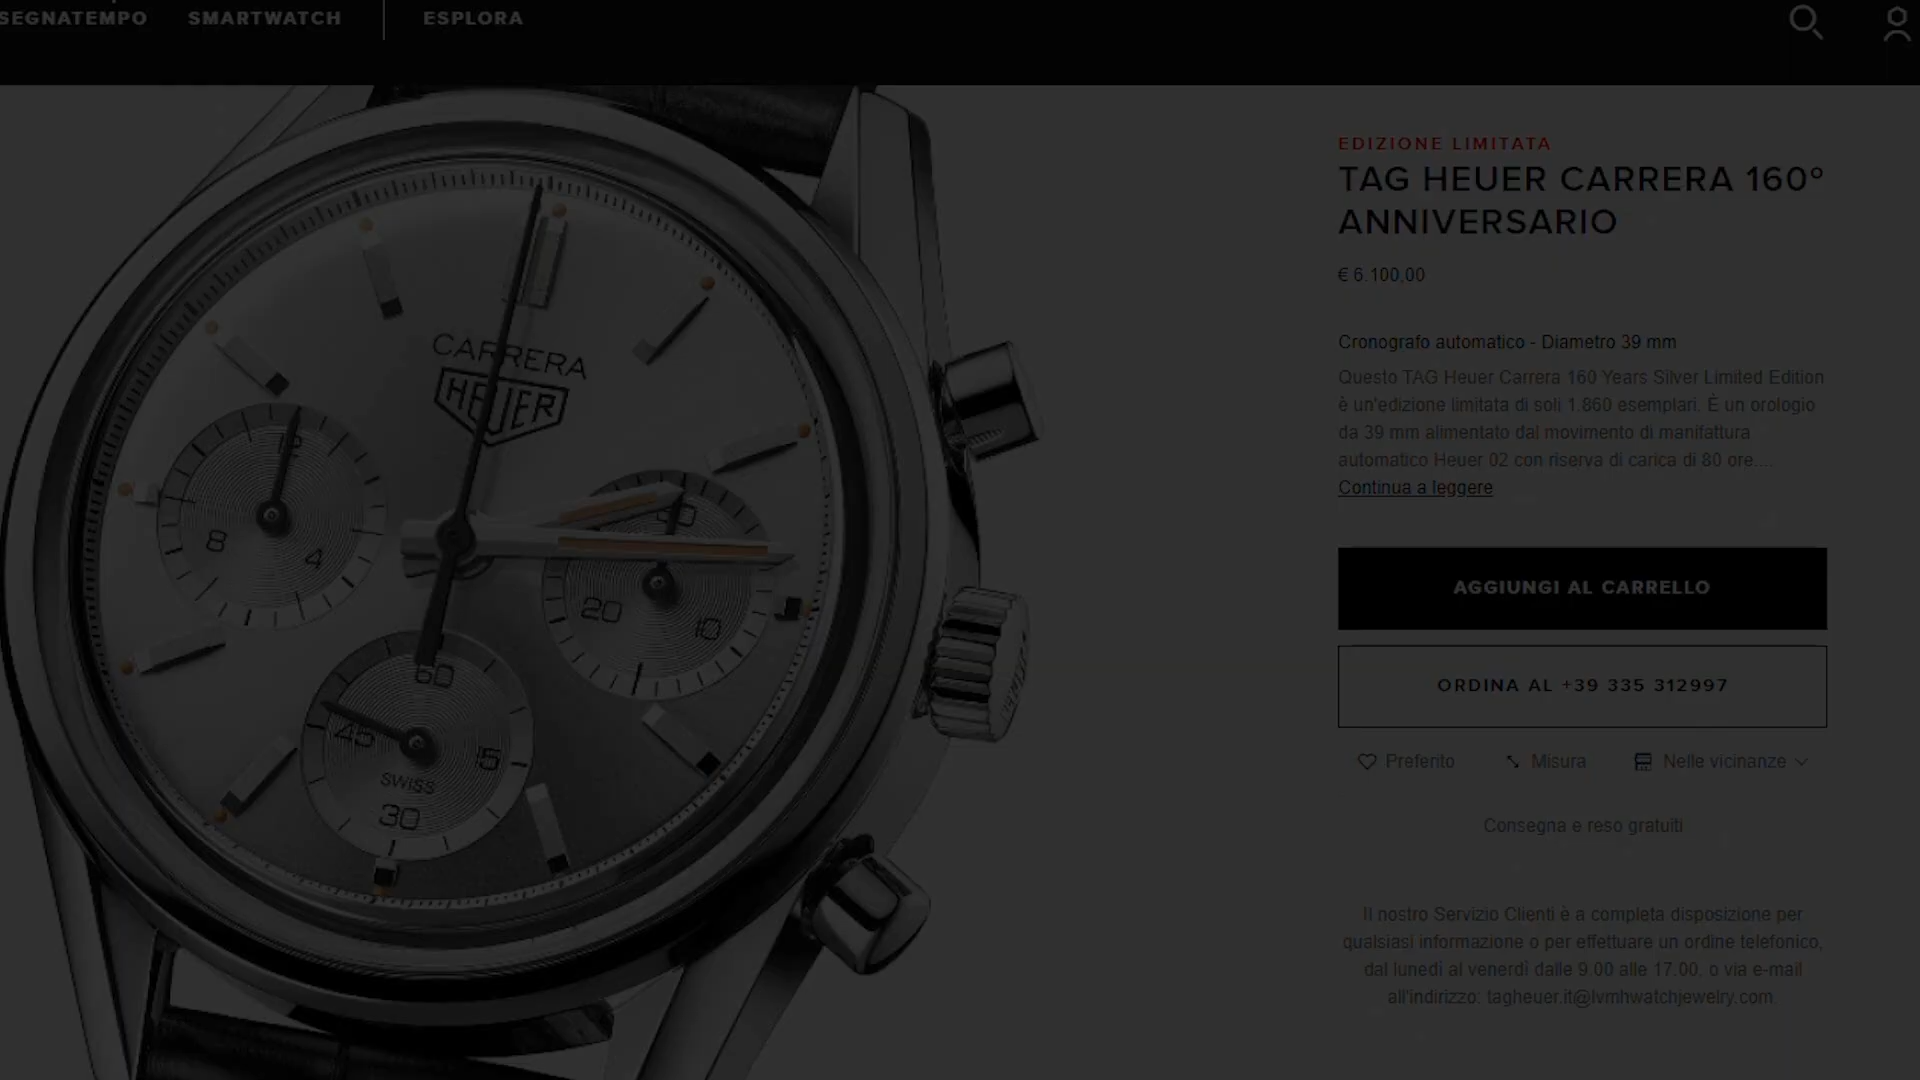 SEGNATEMPO SMARTWATCH ESPLORA
EDIZIONE LIMITATA
TAG HEUER CARRERA 160°
ANNIVERSARIO
€ 6.100,00
Cronografo automatico - Diametro 39 mm
Questo TAG Heuer Carrera 160 Years Silver Limited Edition
è un'edizione limitata di soli 1.860 esemplari. È un orologio
da 39 mm alimentato dal movimento di manifattura
automatico Heuer 02 con riserva di carica di 80 ore....
Continua a leggere
AGGIUNGI AL CARRELLO
ORDINA AL +39 335 312997
Preferito Misura Nelle vicinanze
Consegna e reso gratuiti
Il nostro Servizio Clienti è a completa disposizione per
qualsiasi informazione o per effettuare un ordine telefonico,
dal lunedì al venerdì dalle 9.00 alle 17.00, o via e-mail
all'indirizzo: tagheuer.it@lvmhwatchjewelry.com
CARRERA
HEUER
12
8
4
30
20
10
60
45
15
SWISS
30